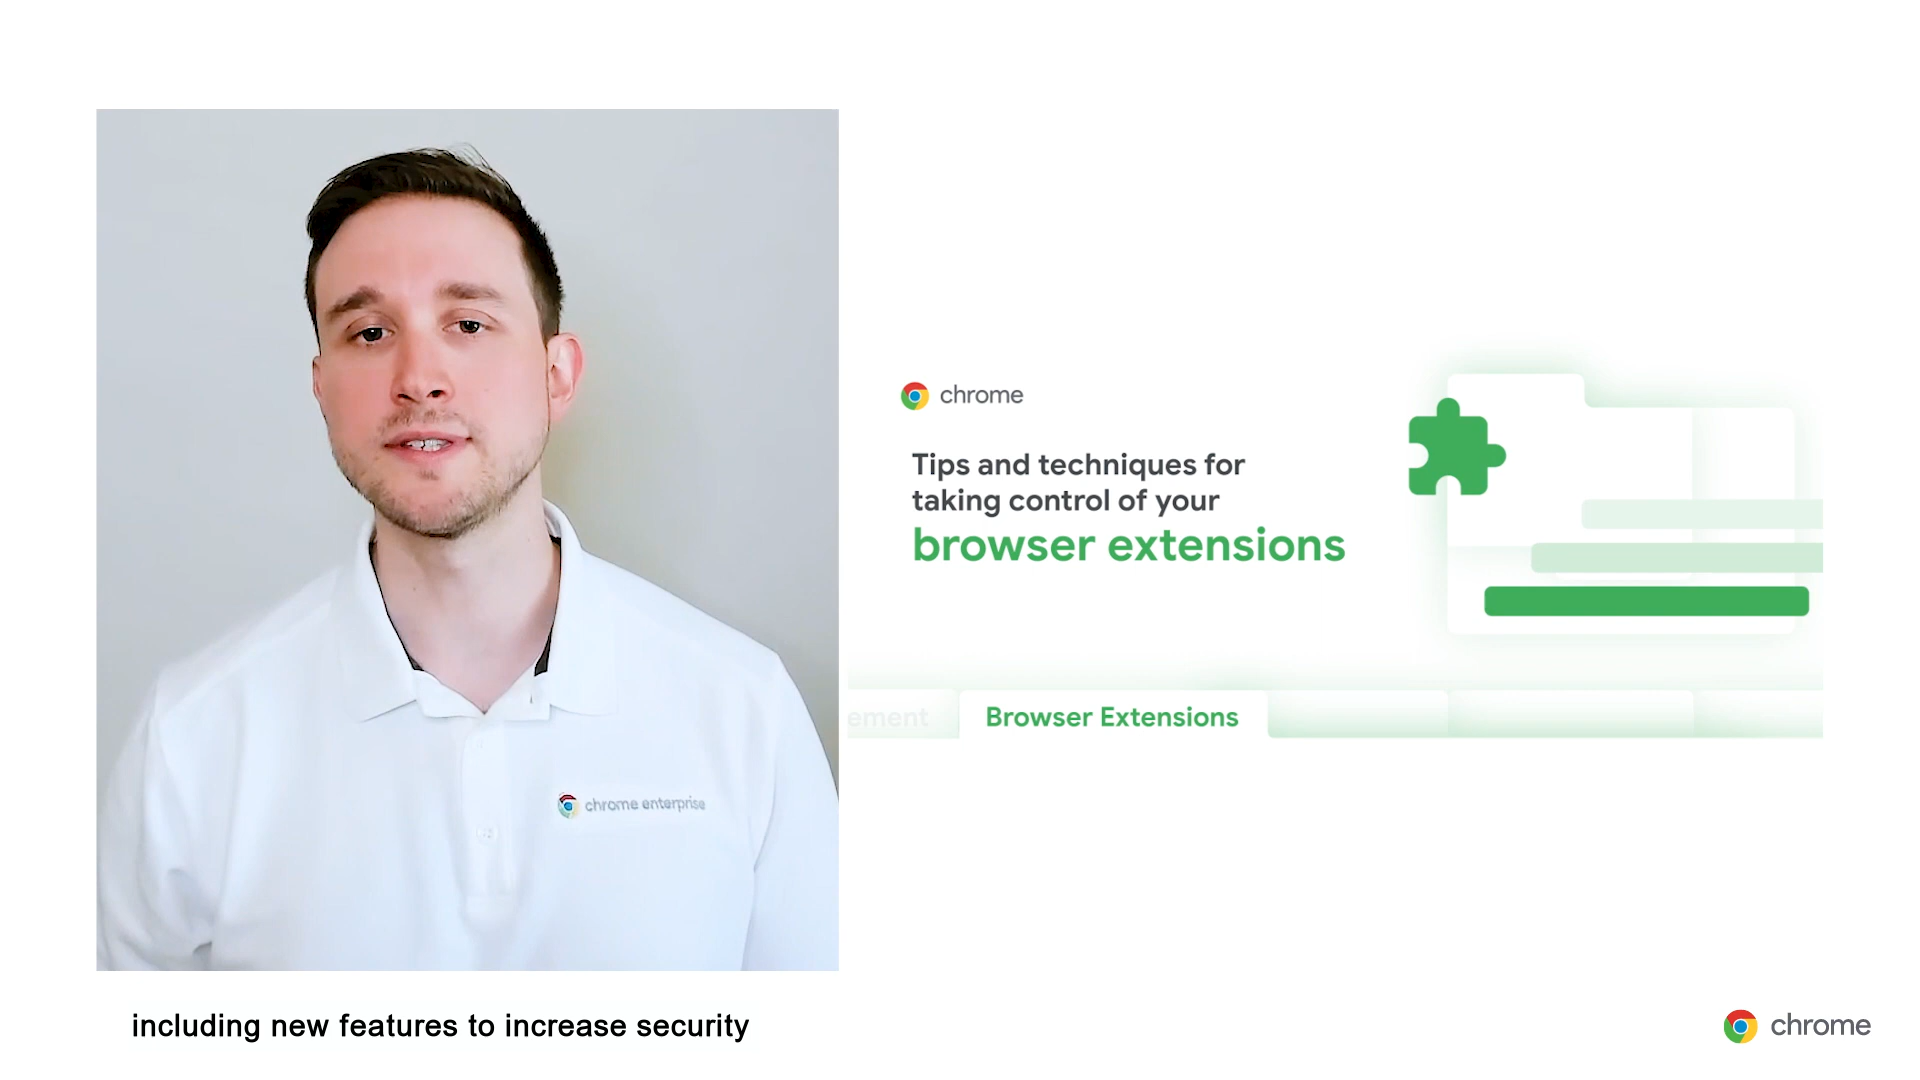 chrome
Tips and techniques for
taking control of your
browser extensions
Browser Extensions
chrome enterprise
including new features to increase security
chrome